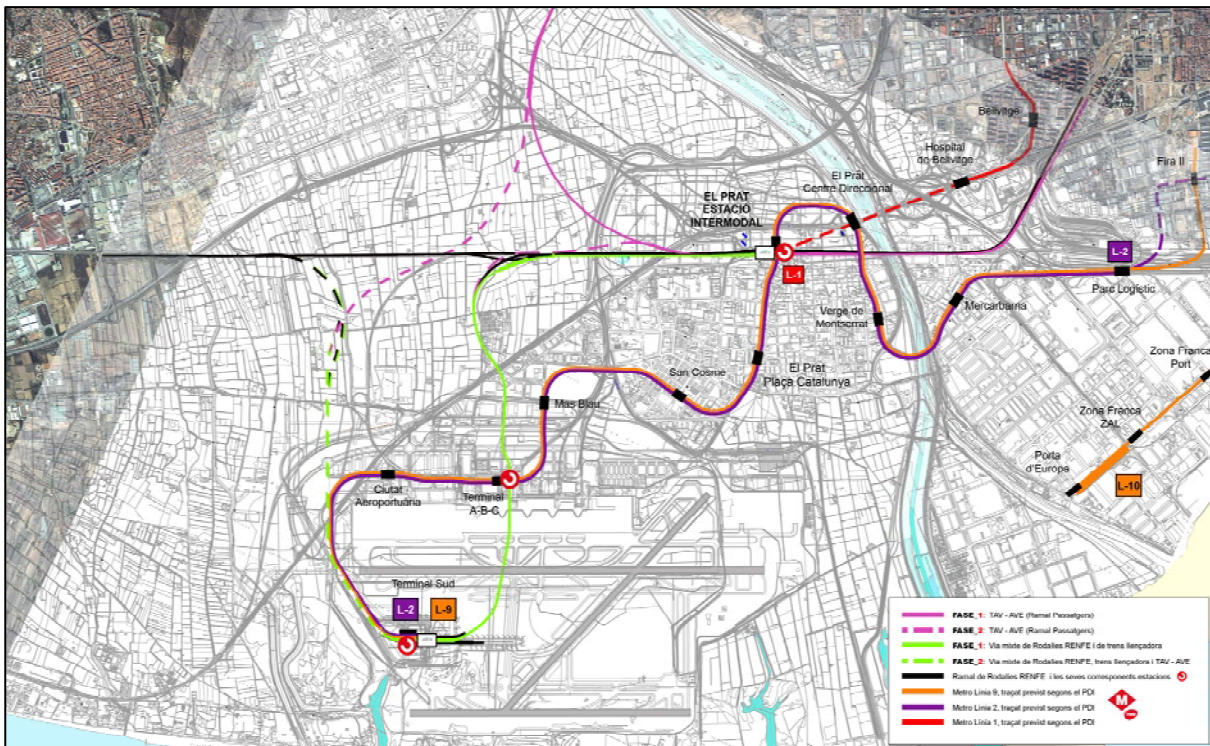 Bellvitge
Hospital
de Bellvitge
El Prat
Centre Direccional
Fira II
EL PRAT
ESTACIÓ
INTERMODAL
L-1
L-2
Parc Logístic
Mercabarna
Verge de
Montserrat
El Prat
Plaça Catalunya
San Cosme
Mas Blau
Zona Franca
Port
Zona Franca
ZAL
Porta
d'Europa
L-10
Ciutat
Aeroportuària
Terminal
A-B-C
Terminal Sud
L-2
L-9
FASE_1: TAV - AVE (Ramal Passatgers)
FASE_2: TAV - AVE (Ramal Passatgers)
FASE_1: Via mixte de Rodalies RENFE i de trens llençadora
FASE_2: Via mixte de Rodalies RENFE, trens llençadora i TAV - AVE
Ramal de Rodalies RENFE i les seves corresponents estacions
Metro Línia 9, traçat previst segons el PDI
Metro Línia 2, traçat previst segons el PDI
Metro Línia 1, traçat previst segons el PDI
M